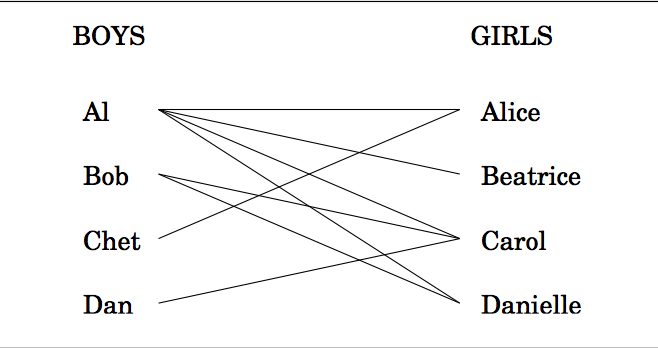 BOYS GIRLS
Al Alice
Bob Beatrice
Chet Carol
Dan Danielle